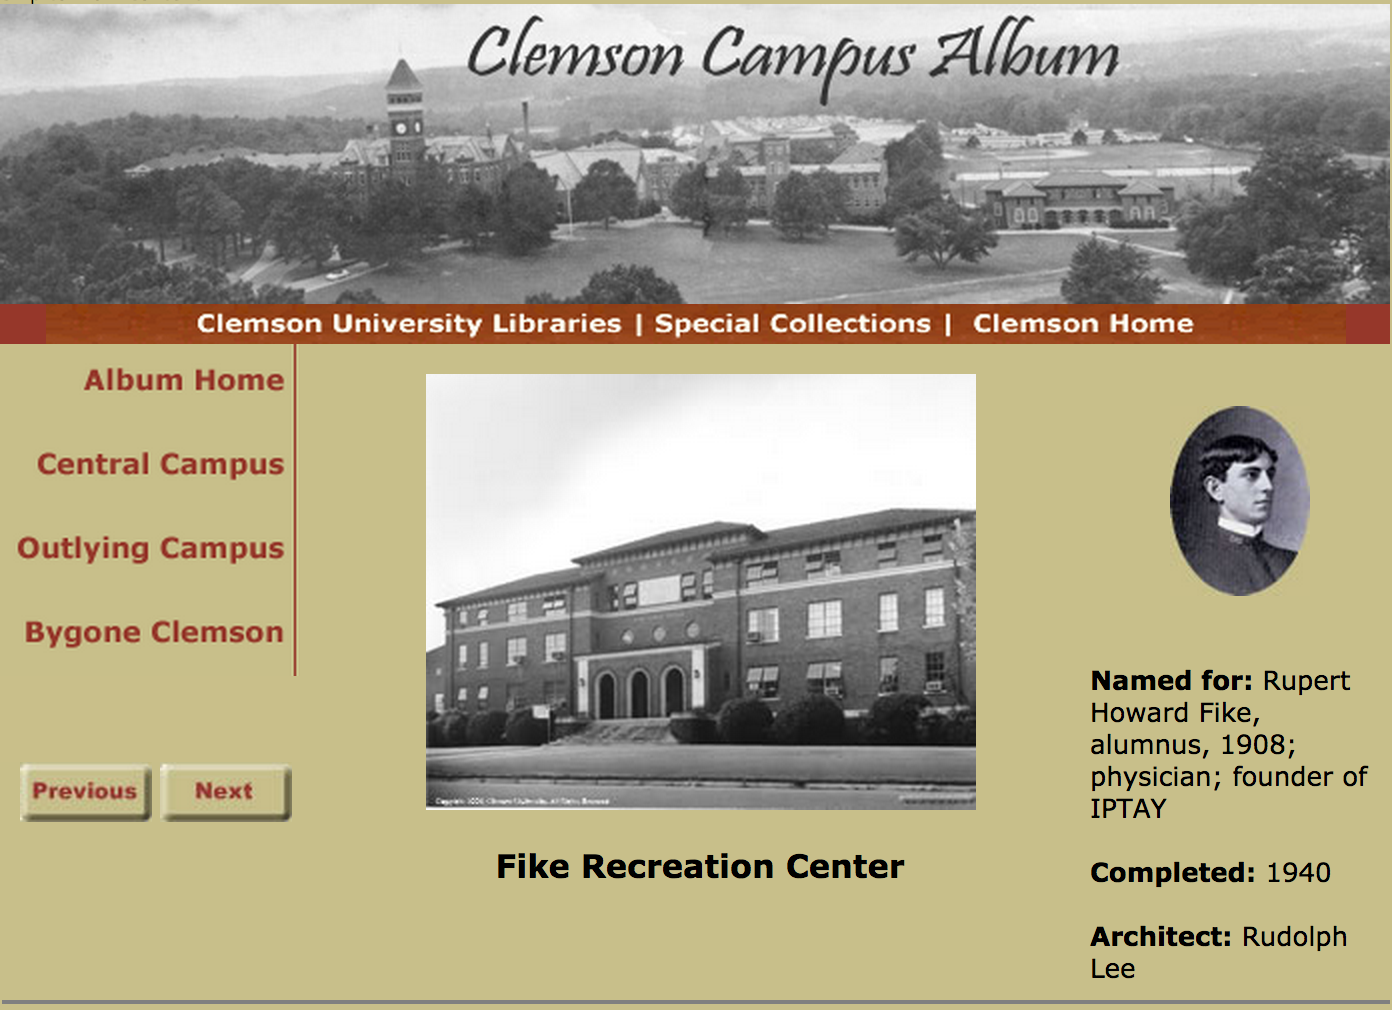 Clemson Campus Album
Clemson University Libraries | Special Collections | Clemson Home
Album Home
Central Campus
Outlying Campus
Bygone Clemson
Previous Next
Fike Recreation Center
Named for: Rupert
Howard Fike,
alumnus, 1908;
physician; founder of
IPTAY
Completed: 1940
Architect: Rudolph
Lee